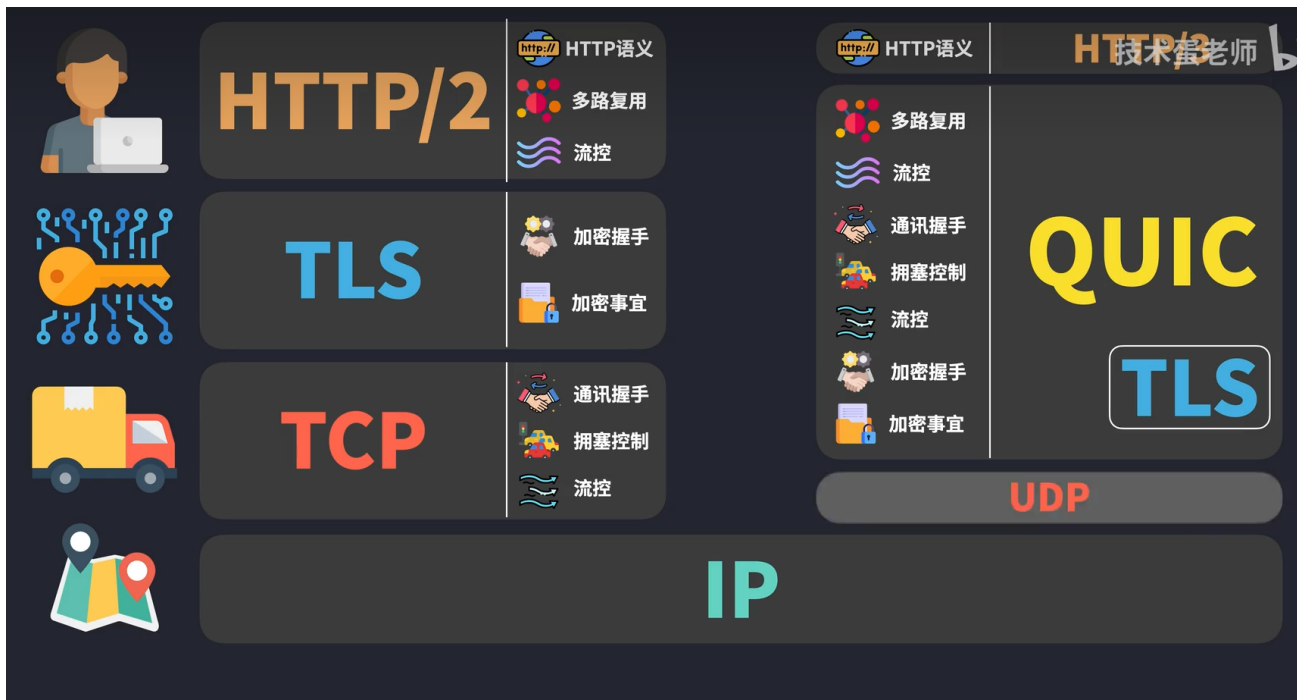 HTTP/2
http://
HTTP语义
多路复用
流控
TLS
加密握手
加密事宜
TCP
通讯握手
拥塞控制
流控
http://
HTTP语义
HTTP/3
技术蛋老师
多路复用
流控
通讯握手
拥塞控制
流控
加密握手
加密事宜
QUIC
TLS
UDP
IP